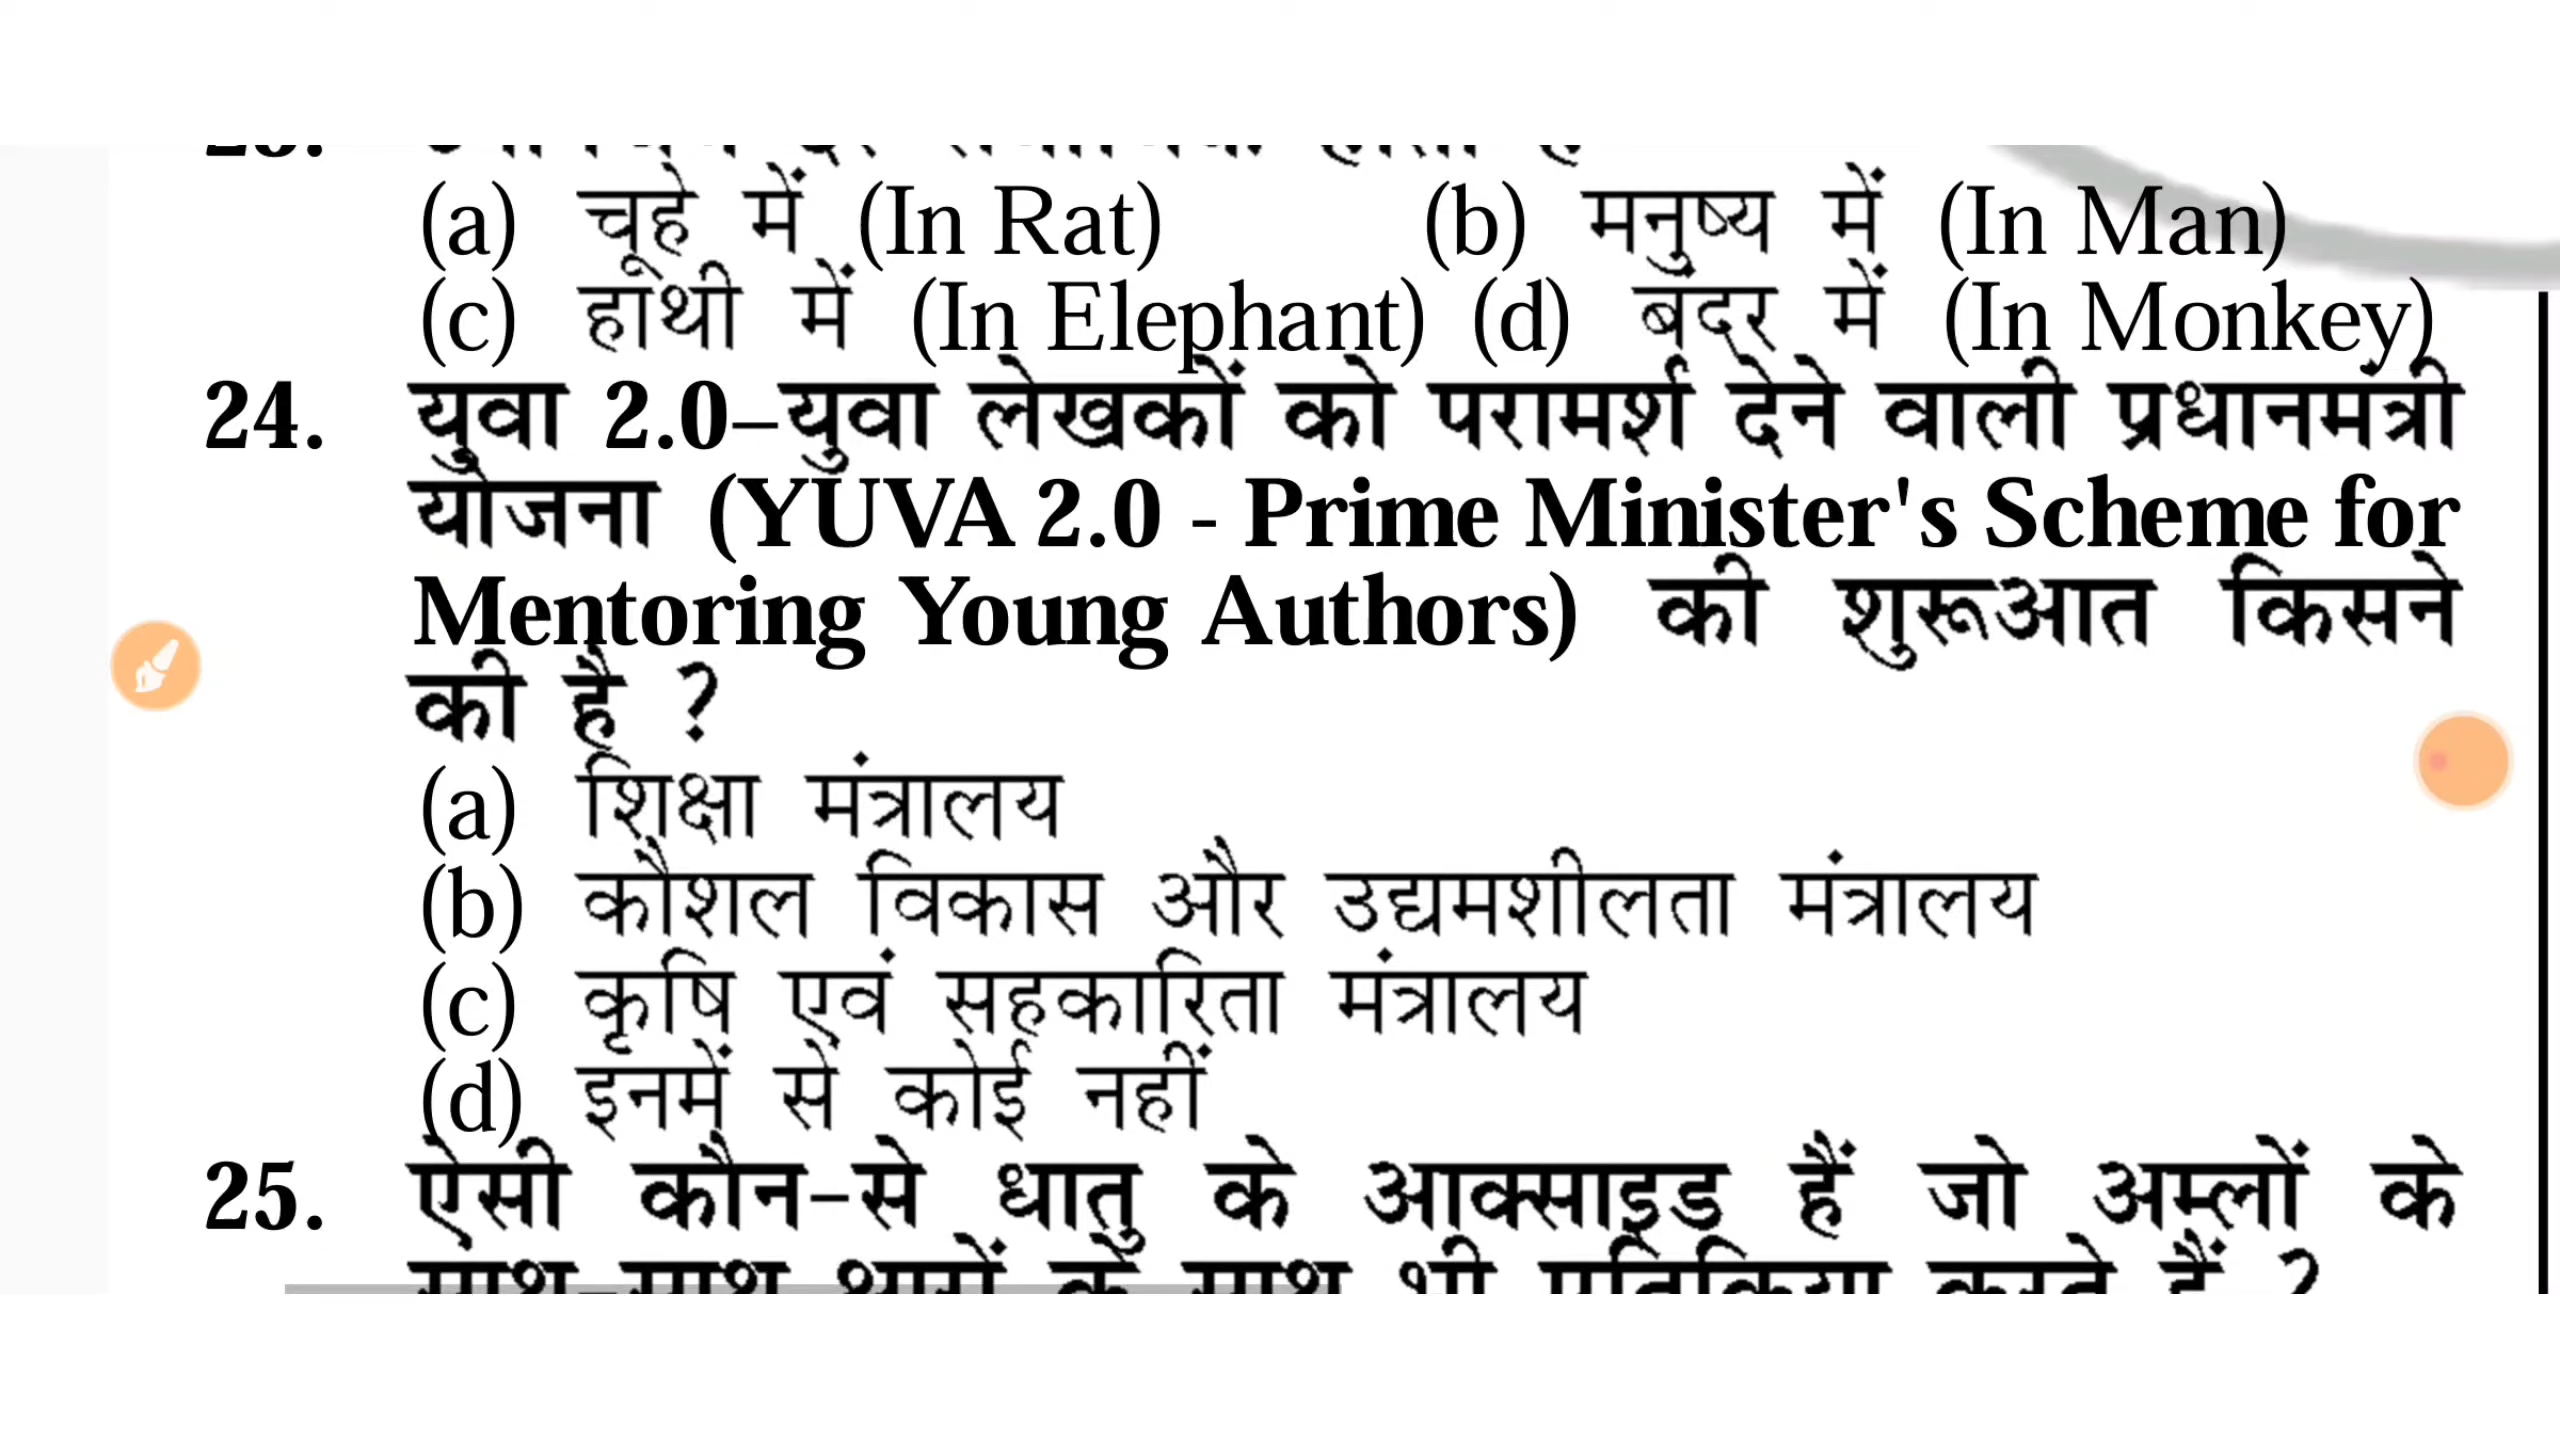 (a) चूहे में (In Rat) (b) मनुष्य में (In Man)
(c) हाथी में (In Elephant) (d) बंदर में (In Monkey)
24. युवा 2.0–युवा लेखकों को परामर्श देने वाली प्रधानमंत्री
योजना (YUVA 2.0 - Prime Minister's Scheme for
Mentoring Young Authors) की शुरूआत किसने
की है ?
(a) शिक्षा मंत्रालय
(b) कौशल विकास और उद्यमशीलता मंत्रालय
(c) कृषि एवं सहकारिता मंत्रालय
(d) इनमें से कोई नहीं
25. ऐसी कौन-से धातु के आक्साइड हैं जो अम्लों के
साथ-साथ क्षारों के साथ भी प्रतिक्रिया करते हैं ?